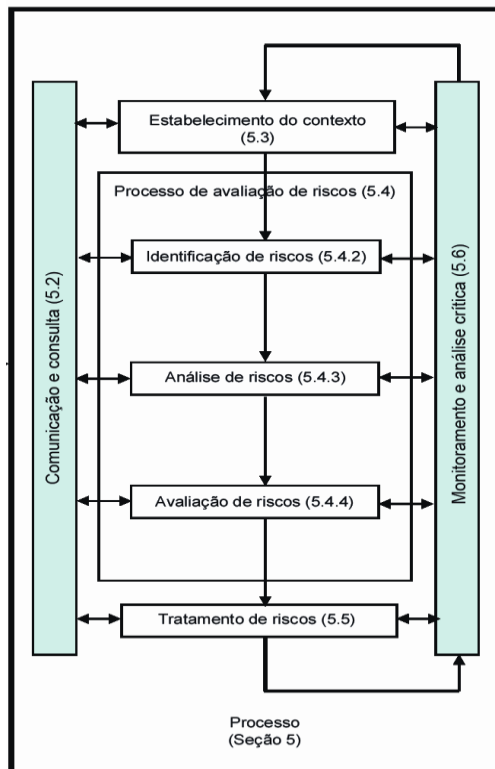 Estabelecimento do contexto
(5.3)
Processo de avaliação de riscos (5.4)
Identificação de riscos (5.4.2)
Análise de riscos (5.4.3)
Avaliação de riscos (5.4.4)
Tratamento de riscos (5.5)
Comunicação e consulta (5.2)
Monitoramento e análise crítica (5.6)
Processo
(Seção 5)